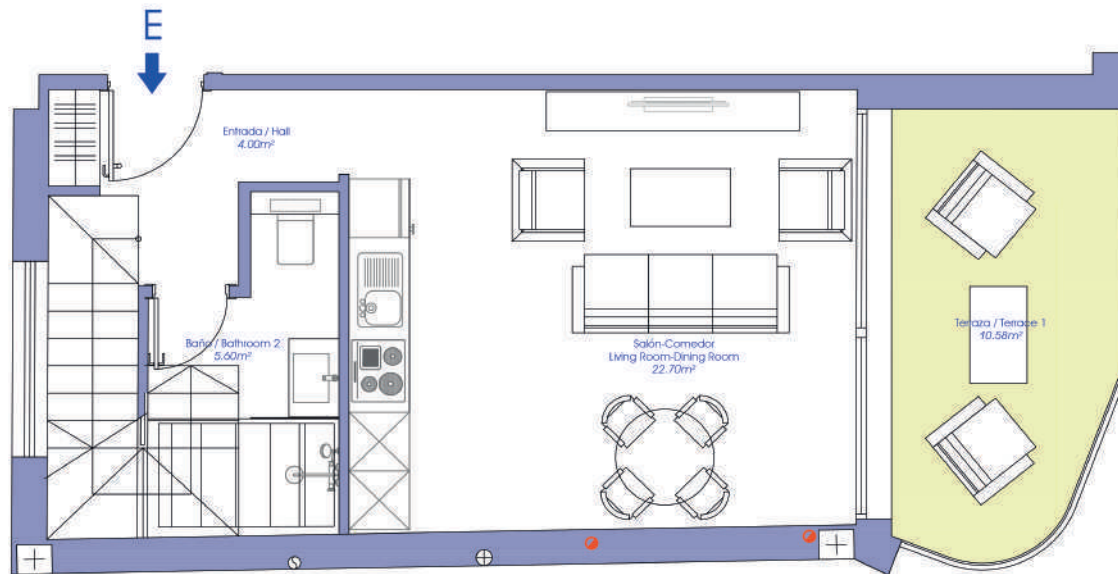 E
Entrada / Hall
4.00m²
Baño / Bathroom 2
5.60m²
Salón-Comedor
Living Room-Dining Room
22.70m²
Terraza / Terrace 1
10.58m²